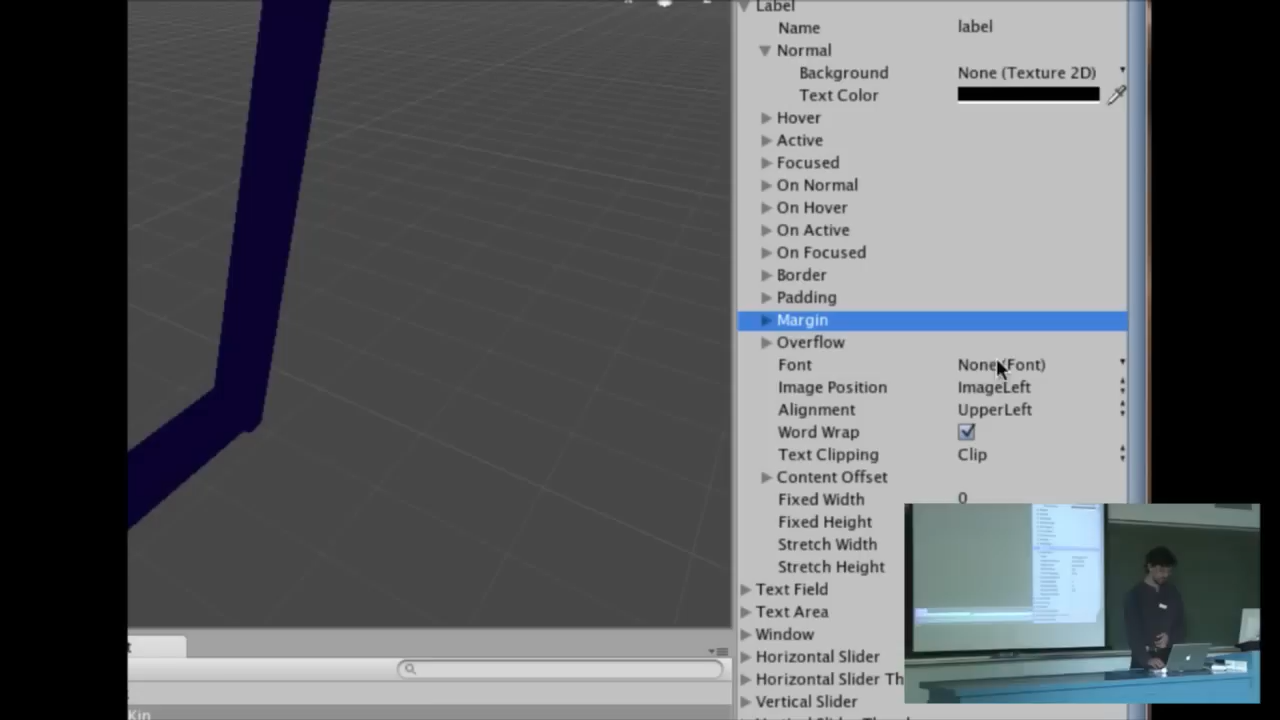 Label
Name label
Normal
Background None (Texture 2D)
Text Color
Hover
Active
Focused
On Normal
On Hover
On Active
On Focused
Border
Padding
Margin
Overflow
Font None (Font)
Image Position ImageLeft
Alignment UpperLeft
Word Wrap
Text Clipping Clip
Content Offset
Fixed Width 0
Fixed Height
Stretch Width
Stretch Height
Text Field
Text Area
Window
Horizontal Slider
Horizontal Slider Th
Vertical Slider